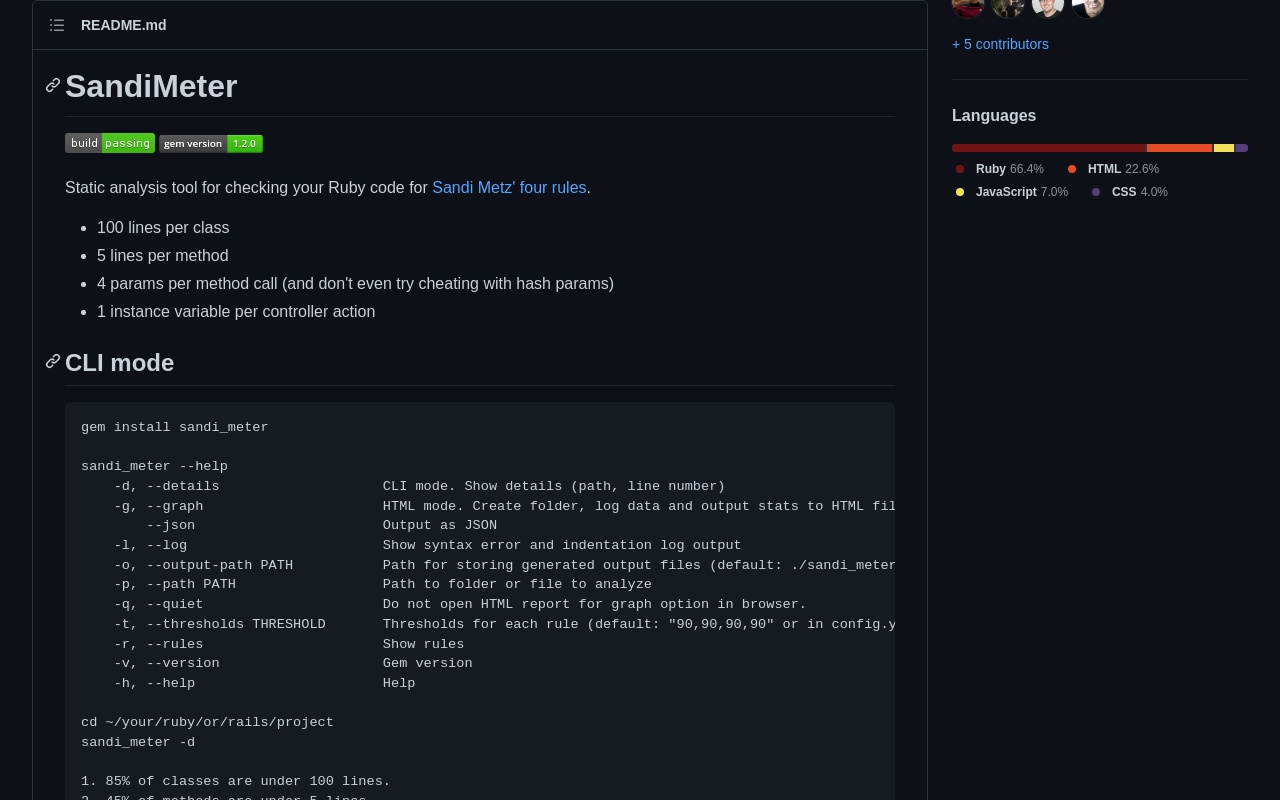 README.md
SandiMeter
build passing gem version 1.2.0
Static analysis tool for checking your Ruby code for Sandi Metz' four rules.
100 lines per class
5 lines per method
4 params per method call (and don't even try cheating with hash params)
1 instance variable per controller action
CLI mode
gem install sandi_meter
sandi_meter --help
-d, --details CLI mode. Show details (path, line number)
-g, --graph HTML mode. Create folder, log data and output stats to HTML fil
--json Output as JSON
-l, --log Show syntax error and indentation log output
-o, --output-path PATH Path for storing generated output files (default: ./sandi_meter
-p, --path PATH Path to folder or file to analyze
-q, --quiet Do not open HTML report for graph option in browser.
-t, --thresholds THRESHOLD Thresholds for each rule (default: "90,90,90,90" or in config.y
-r, --rules Show rules
-v, --version Gem version
-h, --help Help
cd ~/your/ruby/or/rails/project
sandi_meter -d
1. 85% of classes are under 100 lines.
2. 45% of methods are under 5 lines.
+ 5 contributors
Languages
Ruby 66.4% HTML 22.6%
JavaScript 7.0% CSS 4.0%